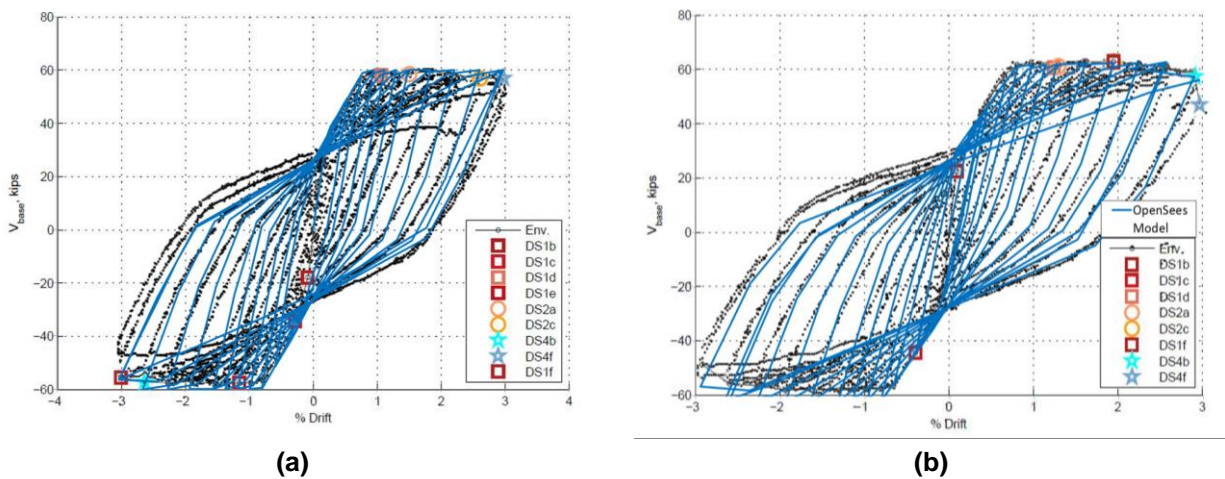 80
60
40
20
0
−20
−40
−60
V_base, kips
−4
−3
−2
−1
0
1
2
3
4
% Drift
Env.
DS1b
DS1c
DS1d
DS1e
DS2a
DS2c
DS4b
DS4f
DS1f
(a)
80
60
40
20
0
−20
−40
−60
V_base, kips
−3
−2
−1
0
1
2
3
% Drift
OpenSees
Model
Env.
DS1b
DS1c
DS1d
DS2a
DS2c
DS1f
DS4b
DS4f
(b)